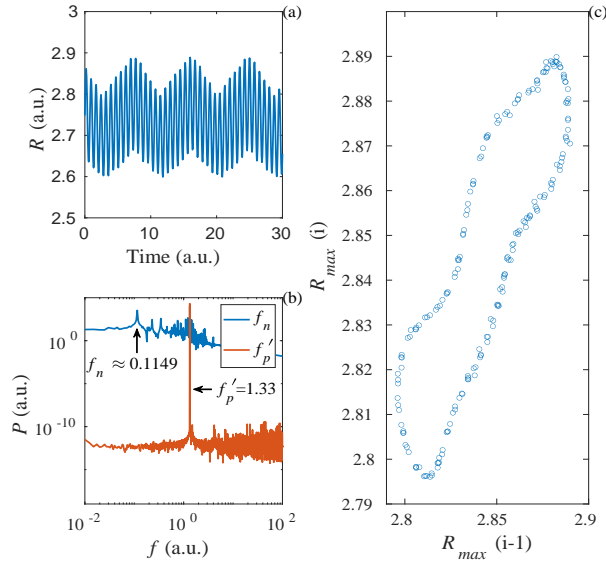 (a)
3
2.9
2.8
2.7
2.6
2.5
R (a.u.)
0 10 20 30
Time (a.u.)
(b)
f_n
f_p'
10^0
10^-10
f_n ≈ 0.1149
f_p'=1.33
P (a.u.)
10^-2 10^0 10^2
f (a.u.)
(c)
2.89
2.88
2.87
2.86
2.85
2.84
2.83
2.82
2.81
2.8
2.79
R_max (i)
2.8 2.85 2.9
R_max (i-1)